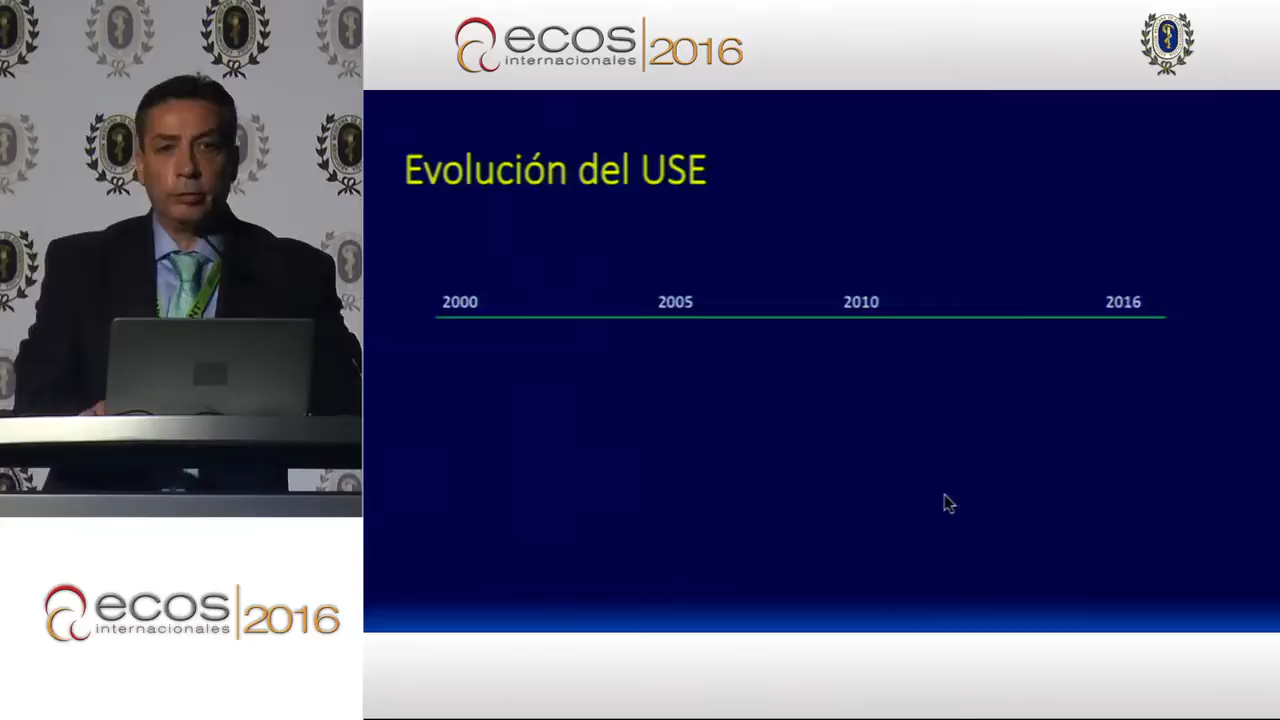 ecos
internacionales
2016
Evolución del USE
2000 2005 2010 2016
ecos
internacionales
2016